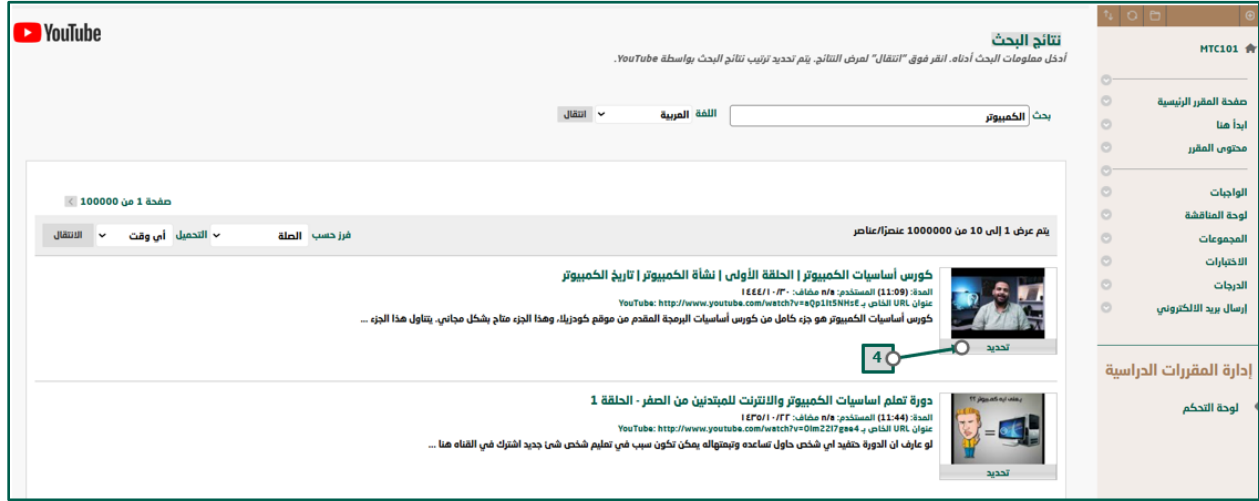 YouTube
نتائج البحث
أدخل معلومات البحث أدناه. انقر فوق "انتقال" لعرض النتائج. يتم تحديد ترتيب نتائج البحث بواسطة YouTube.
بحث الكمبيوتر اللغة العربية انتقال
صفحة 1 من 100000
يتم عرض 1 إلى 10 من 1000000 عنصرًا/عناصر فرز حسب الصلة التحميل أي وقت الانتقال
كورس أساسيات الكمبيوتر | الحلقة الأولى | نشأة الكمبيوتر | تاريخ الكمبيوتر
المدة: (11:09) المستخدم: n/a مضاف: ١٤٤٤/١٠/٣٠
عنوان URL الخاص بـ YouTube: http://www.youtube.com/watch?v=aQp1It5NHsE
كورس أساسيات الكمبيوتر هو جزء كامل من كورس أساسيات البرمجة المقدم من موقع كودزيلا، وهذا الجزء متاح بشكل مجاني. يتناول هذا الجزء ...
تحديد
4
دورة تعلم اساسيات الكمبيوتر والانترنت للمبتدئين من الصفر - الحلقة 1
المدة: (11:44) المستخدم: n/a مضاف: ١٤٣٥/١٠/٢٢
عنوان URL الخاص بـ YouTube: http://www.youtube.com/watch?v=Olm22I7gae4
لو عارف ان الدورة حتفيد اي شخص حاول تساعده وتبعتهاله يمكن تكون سبب في تعليم شخص شئ جديد اشترك في القناه هنا ...
يعنى ايه كمبيوتر ؟؟
تحديد
MTC101
صفحة المقرر الرئيسية
ابدأ هنا
محتوى المقرر
الواجبات
لوحة المناقشة
المجموعات
الاختبارات
الدرجات
إرسال بريد الالكتروني
إدارة المقررات الدراسية
لوحة التحكم